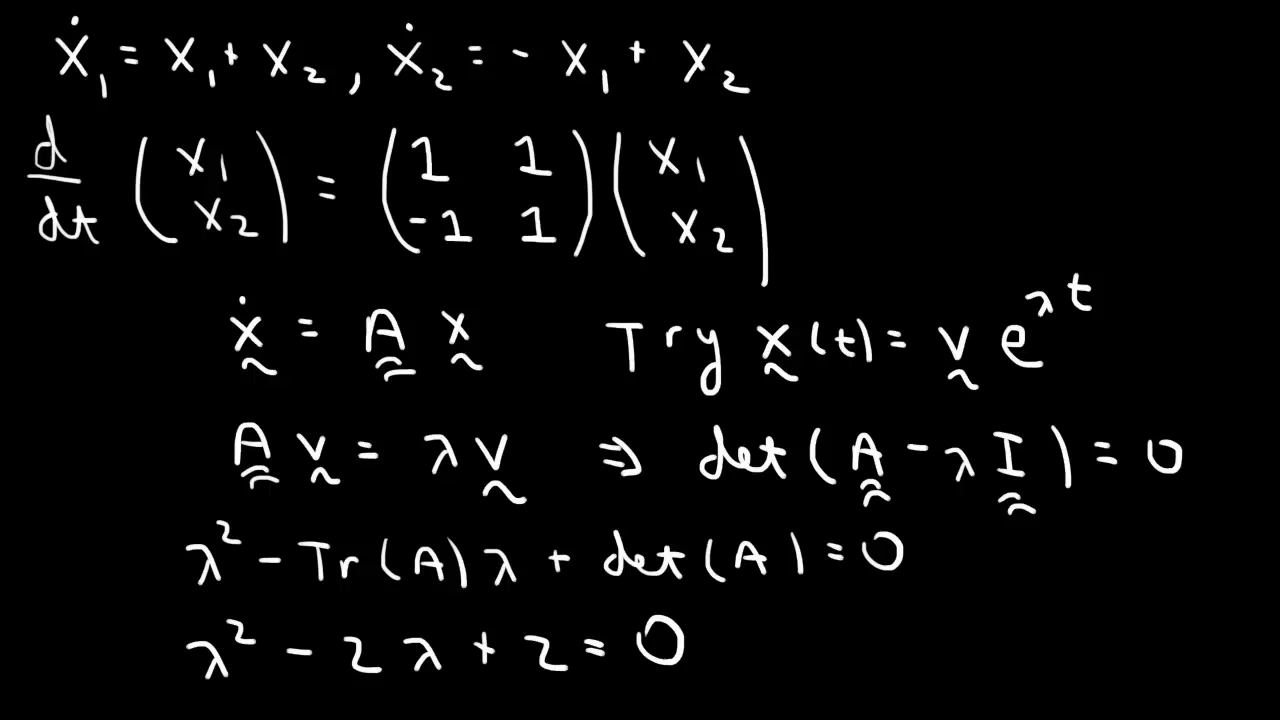 ẋ₁ = x₁ + x₂, ẋ₂ = - x₁ + x₂
d/dt (x₁ x₂) = (1 1 -1 1) (x₁ x₂)
ẋ = A x Try x(t) = v e^λt
A v = λ v ⇒ det(A - λ I) = 0
λ² - Tr(A) λ + det(A) = 0
λ² - 2 λ + 2 = 0